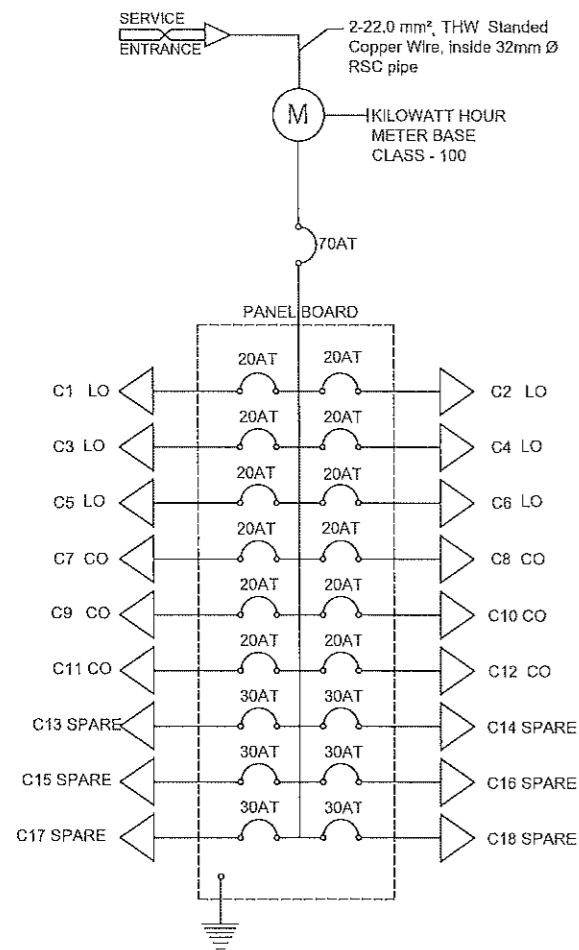 SERVICE
ENTRANCE
2-22.0 mm², THW Standed
Copper Wire, inside 32mm Ø
RSC pipe
M
KILOWATT HOUR
METER BASE
CLASS - 100
70AT
PANEL BOARD
20AT 20AT
C1 LO C2 LO
20AT 20AT
C3 LO C4 LO
20AT 20AT
C5 LO C6 LO
20AT 20AT
C7 CO C8 CO
20AT 20AT
C9 CO C10 CO
20AT 20AT
C11 CO C12 CO
30AT 30AT
C13 SPARE C14 SPARE
30AT 30AT
C15 SPARE C16 SPARE
30AT 30AT
C17 SPARE C18 SPARE